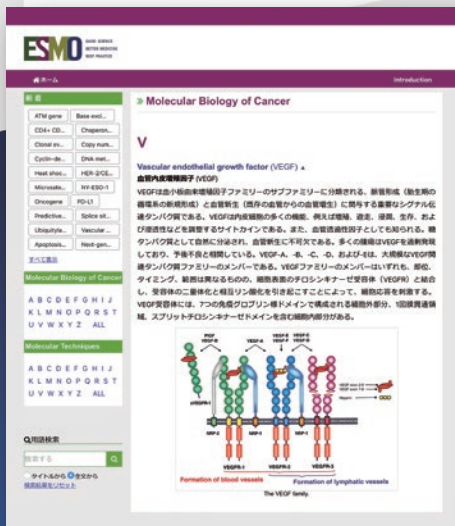 ESMO
GOOD SCIENCE
BETTER MEDICINE
BEST PRACTICE
ホーム
Introduction
新着
ATM gene
Base exci...
CD4+ CD...
Chaperon...
Clonal ev...
Copy num...
Cyclin-de...
DNA met...
Heat shoc...
HER-2/CE...
Microsate...
NY-ESO-1
Oncogene
PD-L1
Predictive...
Splice sit...
Ubiquityla...
Vascular ...
Apoptosis...
Next-gen...
すべて表示
Molecular Biology of Cancer
A B C D E F G H I J
K L M N O P Q R S T
U V W X Y Z ALL
Molecular Techniques
A B C D E F G H I J
K L M N O P Q R S T
U V W X Y Z ALL
用語検索
検索する
タイトルから 全文から
検索結果をリセット
» Molecular Biology of Cancer
V
Vascular endothelial growth factor (VEGF) ▲
血管内皮増殖因子 (VEGF)
VEGFは血小板由来増殖因子ファミリーのサブファミリーに分類される。脈管形成（胎生期の
循環系の新規形成）と血管新生（既存の血管からの血管増生）に関与する重要なシグナル伝
達タンパク質である。VEGFは内皮細胞の多くの機能、例えば増殖、遊走、浸潤、生存、およ
び浸透性などを調整するサイトカインである。また、血管透過性因子としても知られる。糖
タンパク質として自然に分泌され、血管新生に不可欠である。多くの腫瘍はVEGFを過剰発現
しており、予後不良と相関している。VEGF-A、-B、-C、-D、および-Eは、大規模なVEGF関
連タンパク質ファミリーのメンバーである。VEGFファミリーのメンバーはいずれも、部位、
タイミング、範囲は異なるものの、細胞表面のチロシンキナーゼ受容体（VEGFR）と結合
し、受容体の二量体化と相互リン酸化を引き起こすことによって、細胞応答を刺激する。
VEGF受容体には、7つの免疫グロブリン様ドメインで構成される細胞外部分、1回膜貫通領
域、スプリットチロシンキナーゼドメインを含む細胞内部分がある。
PlGF
VEGF-B
VEGF-A
VEGF-E
VEGF-F
VEGF-C
VEGF-D
sVEGFR-1
Heparin
NRP-2
NRP-1
NRP-1
NRP-2
VEGFR-1
VEGFR-2
VEGFR-3
Formation of blood vessels
Formation of lymphatic vessels
The VEGF family.